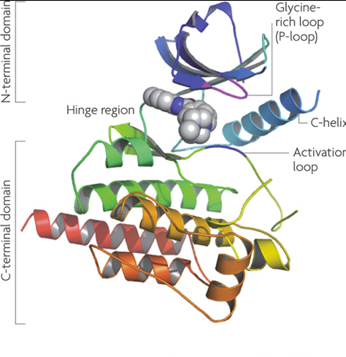 N-terminal domain
Glycine-
rich loop
(P-loop)
Hinge region
C-helix
Activation
loop
C-terminal domain